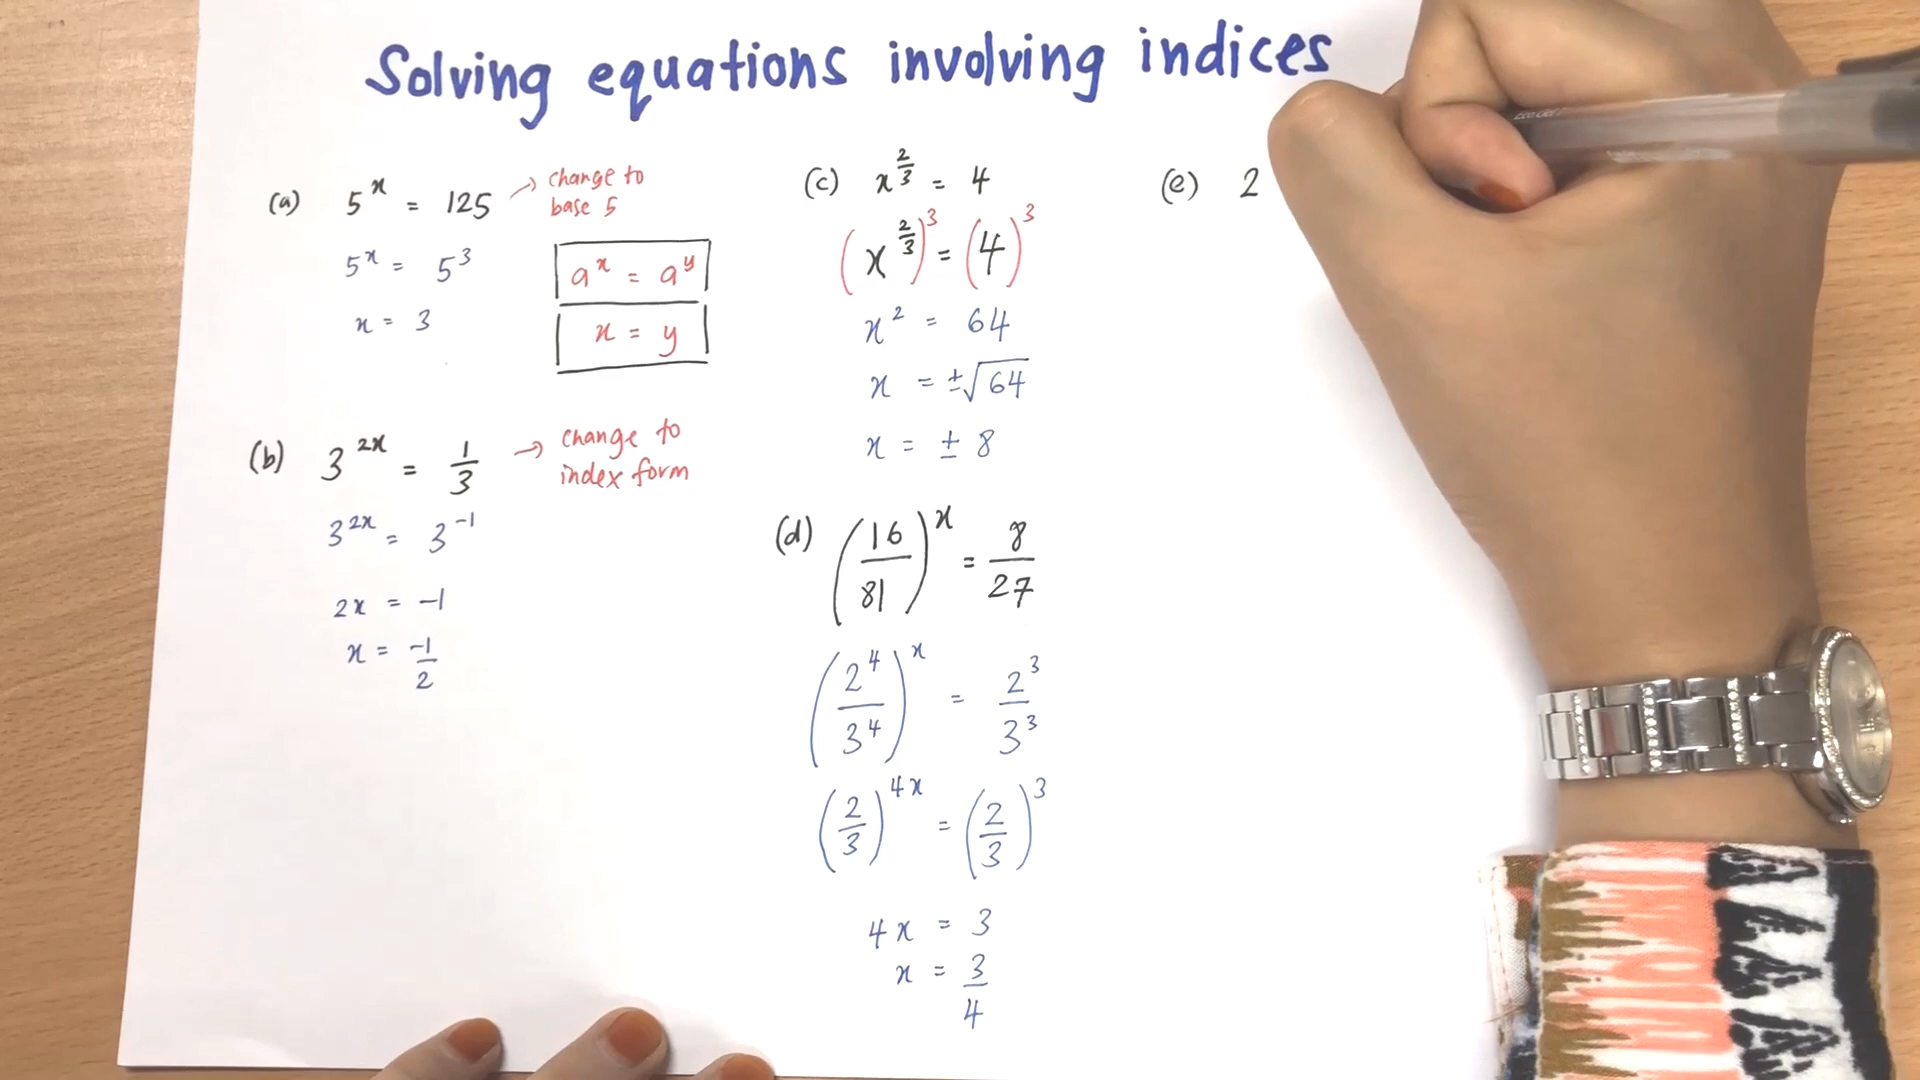 Solving equations involving indices
(a) 5^x = 125 → change to base 5
5^x = 5^3
x = 3
a^x = a^y
x = y
(b) 3^{2x} = 1/3 → change to index form
3^{2x} = 3^{-1}
2x = -1
x = -1/2
(c) x^{2/3} = 4
(x^{2/3})^3 = (4)^3
x^2 = 64
x = ±√64
x = ± 8
(d) (16/81)^x = 8/27
(2^4/3^4)^x = 2^3/3^3
(2/3)^{4x} = (2/3)^3
4x = 3
x = 3/4
(e) 2